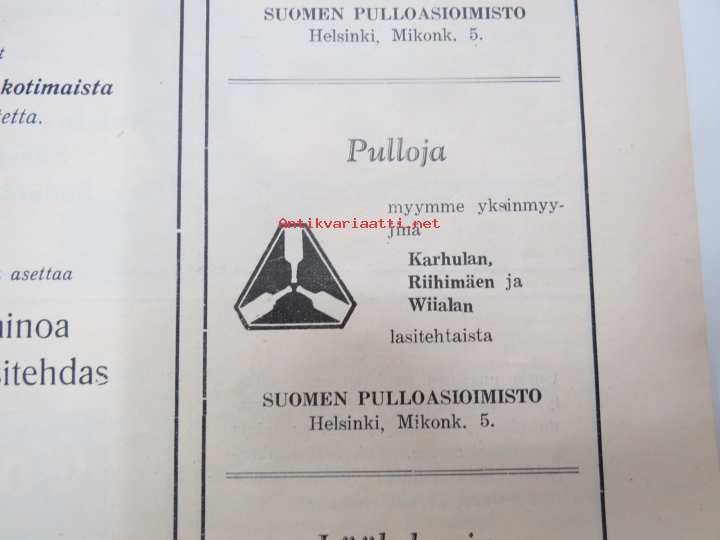 SUOMEN PULLOASIOIMISTO
Helsinki, Mikonk. 5.
kotimaista
asettaa
Pulloja
myymme yksinmyy-
jinä
Karhulan,
Riihimäen ja
Wiialan
lasitehtaista
SUOMEN PULLOASIOIMISTO
Helsinki, Mikonk. 5.
Antikvariaatti.net